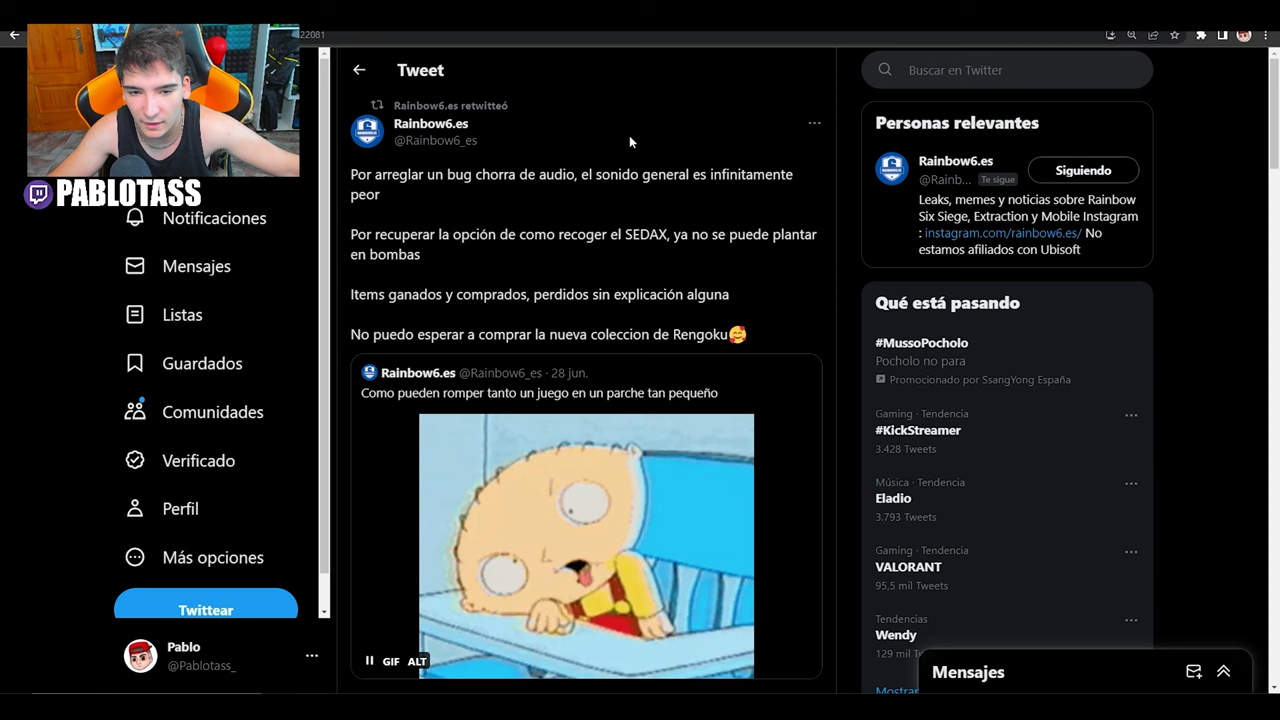 22081
PABLOTASS
Notificaciones
Mensajes
Listas
Guardados
Comunidades
Verificado
Perfil
Más opciones
Twittear
Pablo
@Pablotass_
Tweet
Rainbow6.es retwitteó
Rainbow6.es
@Rainbow6_es
Por arreglar un bug chorra de audio, el sonido general es infinitamente
peor
Por recuperar la opción de como recoger el SEDAX, ya no se puede plantar
en bombas
Items ganados y comprados, perdidos sin explicación alguna
No puedo esperar a comprar la nueva coleccion de Rengoku🥰
Rainbow6.es @Rainbow6_es · 28 jun.
Como pueden romper tanto un juego en un parche tan pequeño
GIF ALT
Buscar en Twitter
Personas relevantes
Rainbow6.es
@Rainb... Te sigue
Siguiendo
Leaks, memes y noticias sobre Rainbow
Six Siege, Extraction y Mobile Instagram
: instagram.com/rainbow6.es/ No
estamos afiliados con Ubisoft
Qué está pasando
#MussoPocholo
Pocholo no para
Promocionado por SsangYong España
Gaming · Tendencia
#KickStreamer
3.428 Tweets
Música · Tendencia
Eladio
3.793 Tweets
Gaming · Tendencia
VALORANT
95,5 mil Tweets
Tendencias
Wendy
129 mil
Mostrar
Mensajes